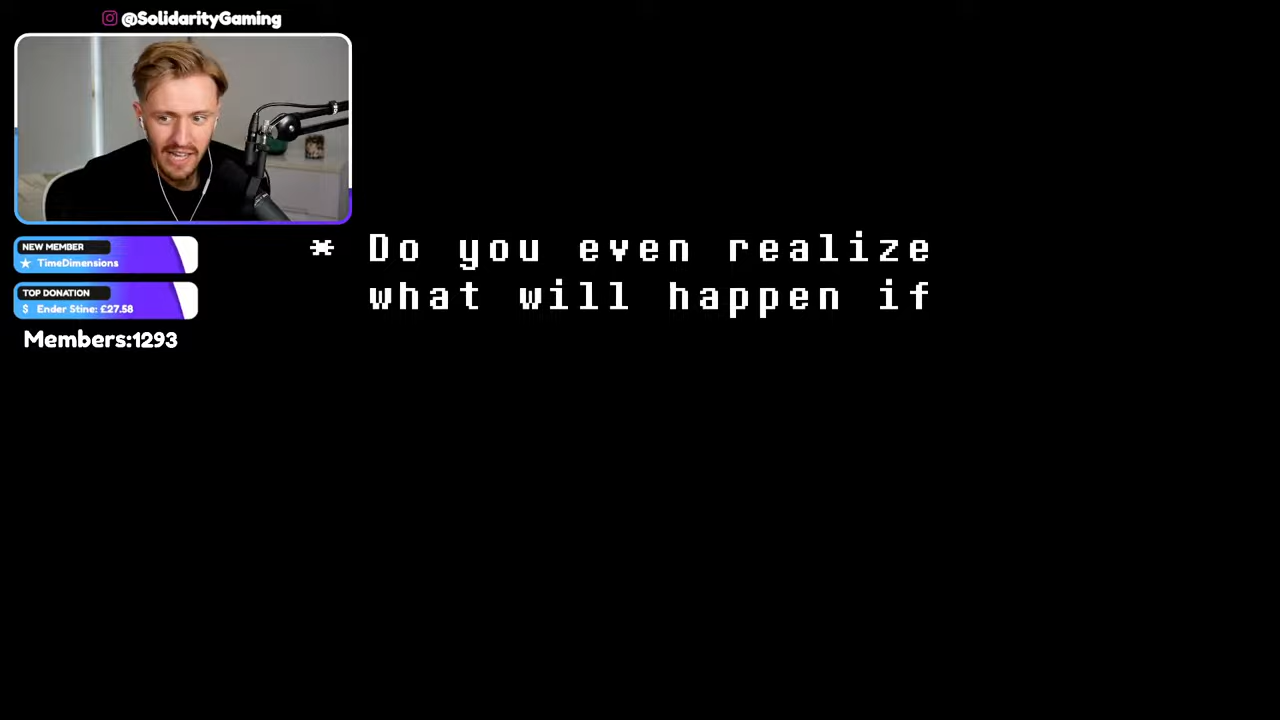 @SolidarityGaming
NEW MEMBER
TimeDimensions
TOP DONATION
$ Ender Stine: £27.58
Members:1293
* Do you even realize
what will happen if